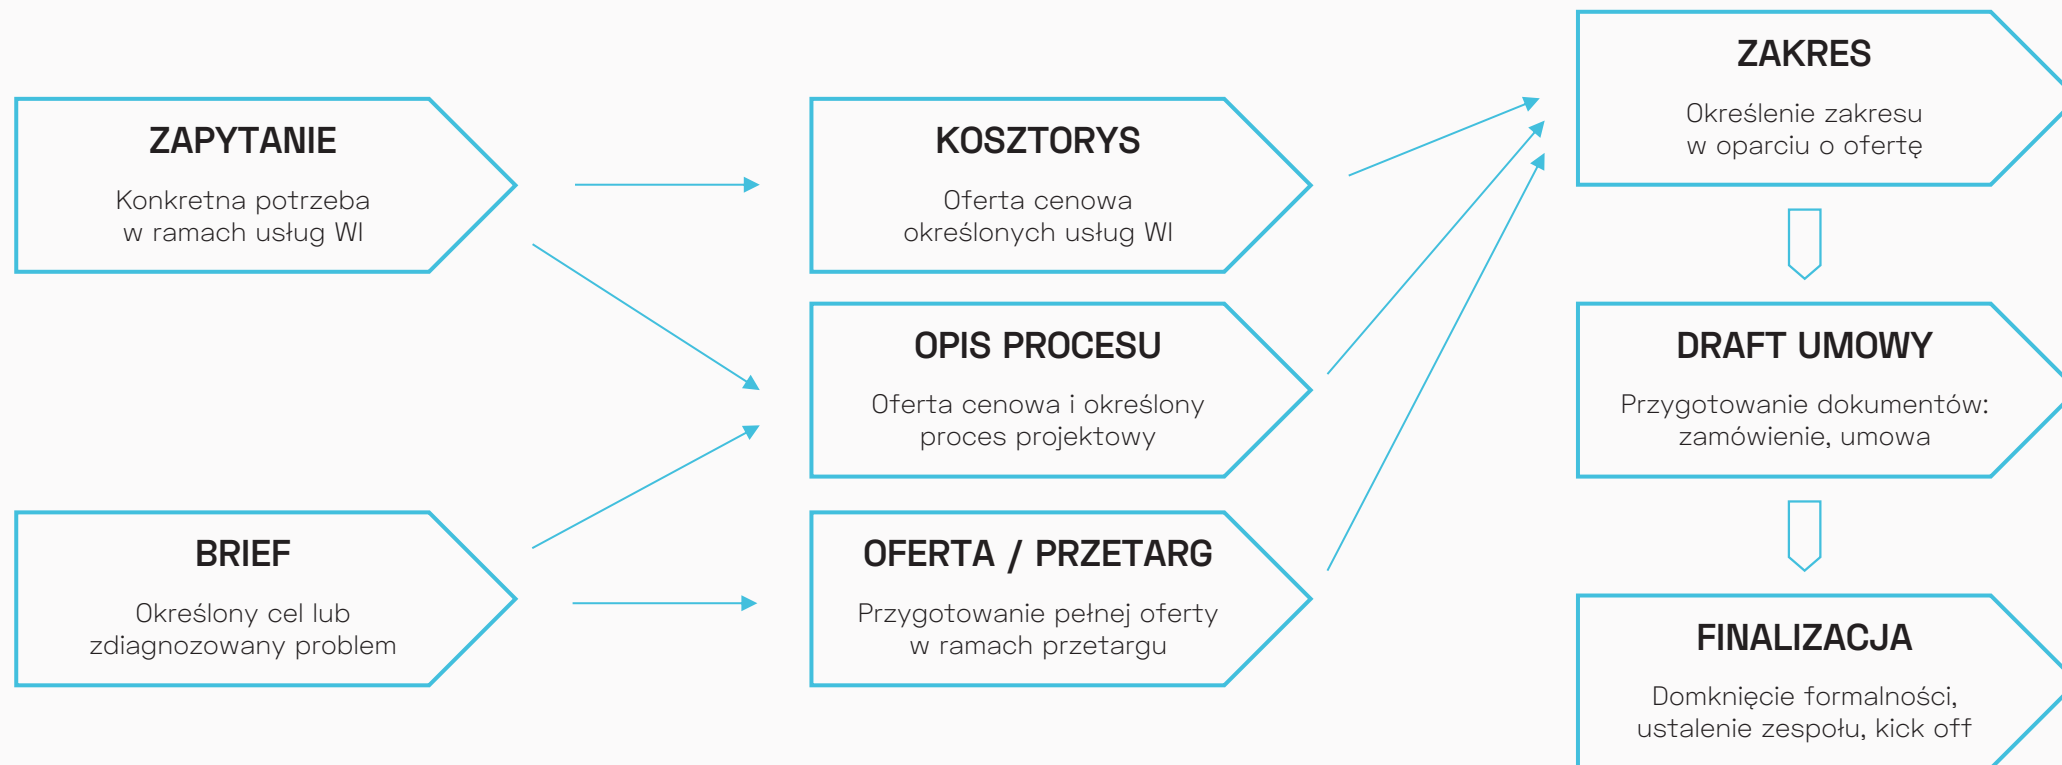 ZAPYTANIE
Konkretna potrzeba
w ramach usług WI
BRIEF
Określony cel lub
zdiagnozowany problem
KOSZTORYS
Oferta cenowa
określonych usług WI
OPIS PROCESU
Oferta cenowa i określony
proces projektowy
OFERTA / PRZETARG
Przygotowanie pełnej oferty
w ramach przetargu
ZAKRES
Określenie zakresu
w oparciu o ofertę
DRAFT UMOWY
Przygotowanie dokumentów:
zamówienie, umowa
FINALIZACJA
Domknięcie formalności,
ustalenie zespołu, kick off